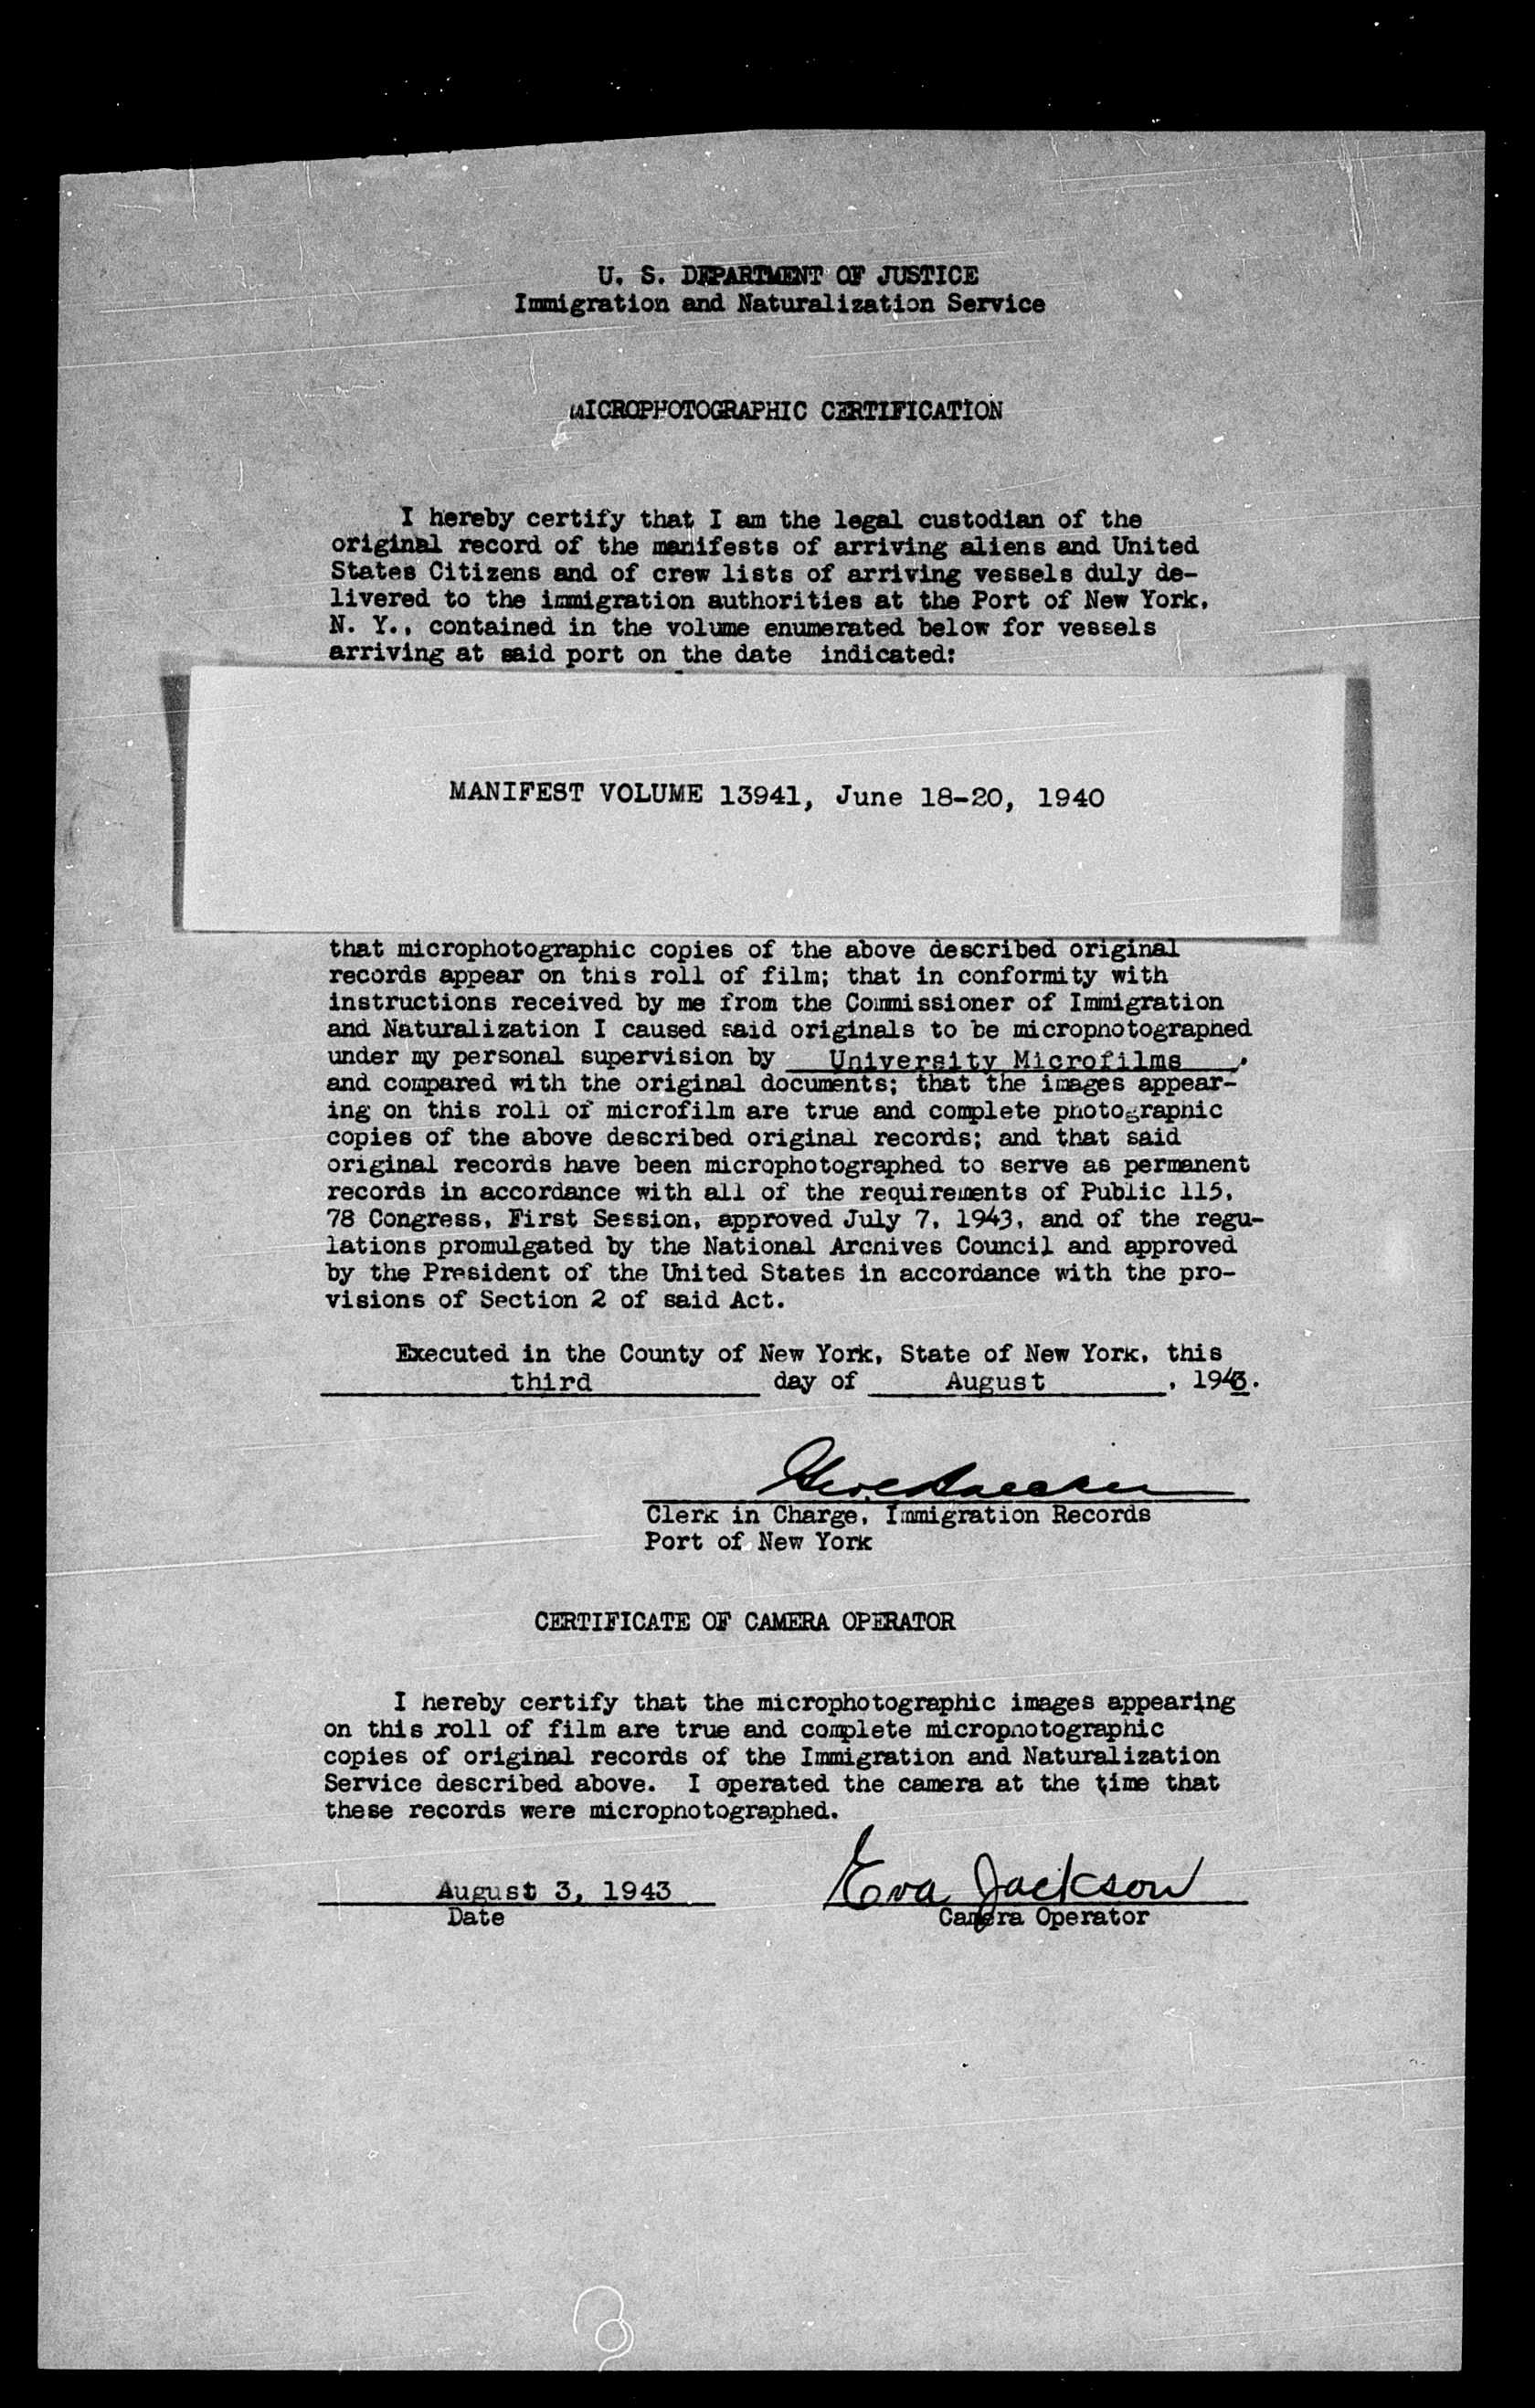 U. S. DEPARTMENT OF JUSTICE
Immigration and Naturalization Service
MICROPHOTOGRAPHIC CERTIFICATION
I hereby certify that I am the legal custodian of the
original record of the manifests of arriving aliens and United
States Citizens and of crew lists of arriving vessels duly de-
livered to the immigration authorities at the Port of New York,
N. Y., contained in the volume enumerated below for vessels
arriving at said port on the date indicated:
MANIFEST VOLUME 13941, June 18-20, 1940
that microphotographic copies of the above described original
records appear on this roll of film; that in conformity with
instructions received by me from the Commissioner of Immigration
and Naturalization I caused said originals to be microphotographed
under my personal supervision by University Microfilms,
and compared with the original documents; that the images appear-
ing on this roll of microfilm are true and complete photographic
copies of the above described original records; and that said
original records have been microphotographed to serve as permanent
records in accordance with all of the requirements of Public 115,
78 Congress, First Session, approved July 7, 1943, and of the regu-
lations promulgated by the National Archives Council and approved
by the President of the United States in accordance with the pro-
visions of Section 2 of said Act.
Executed in the County of New York, State of New York, this
third day of August, 1943.
Clerk in Charge, Immigration Records
Port of New York
CERTIFICATE OF CAMERA OPERATOR
I hereby certify that the microphotographic images appearing
on this roll of film are true and complete microphotographic
copies of original records of the Immigration and Naturalization
Service described above. I operated the camera at the time that
these records were microphotographed.
August 3, 1943 Eva Jackson
Date Camera Operator